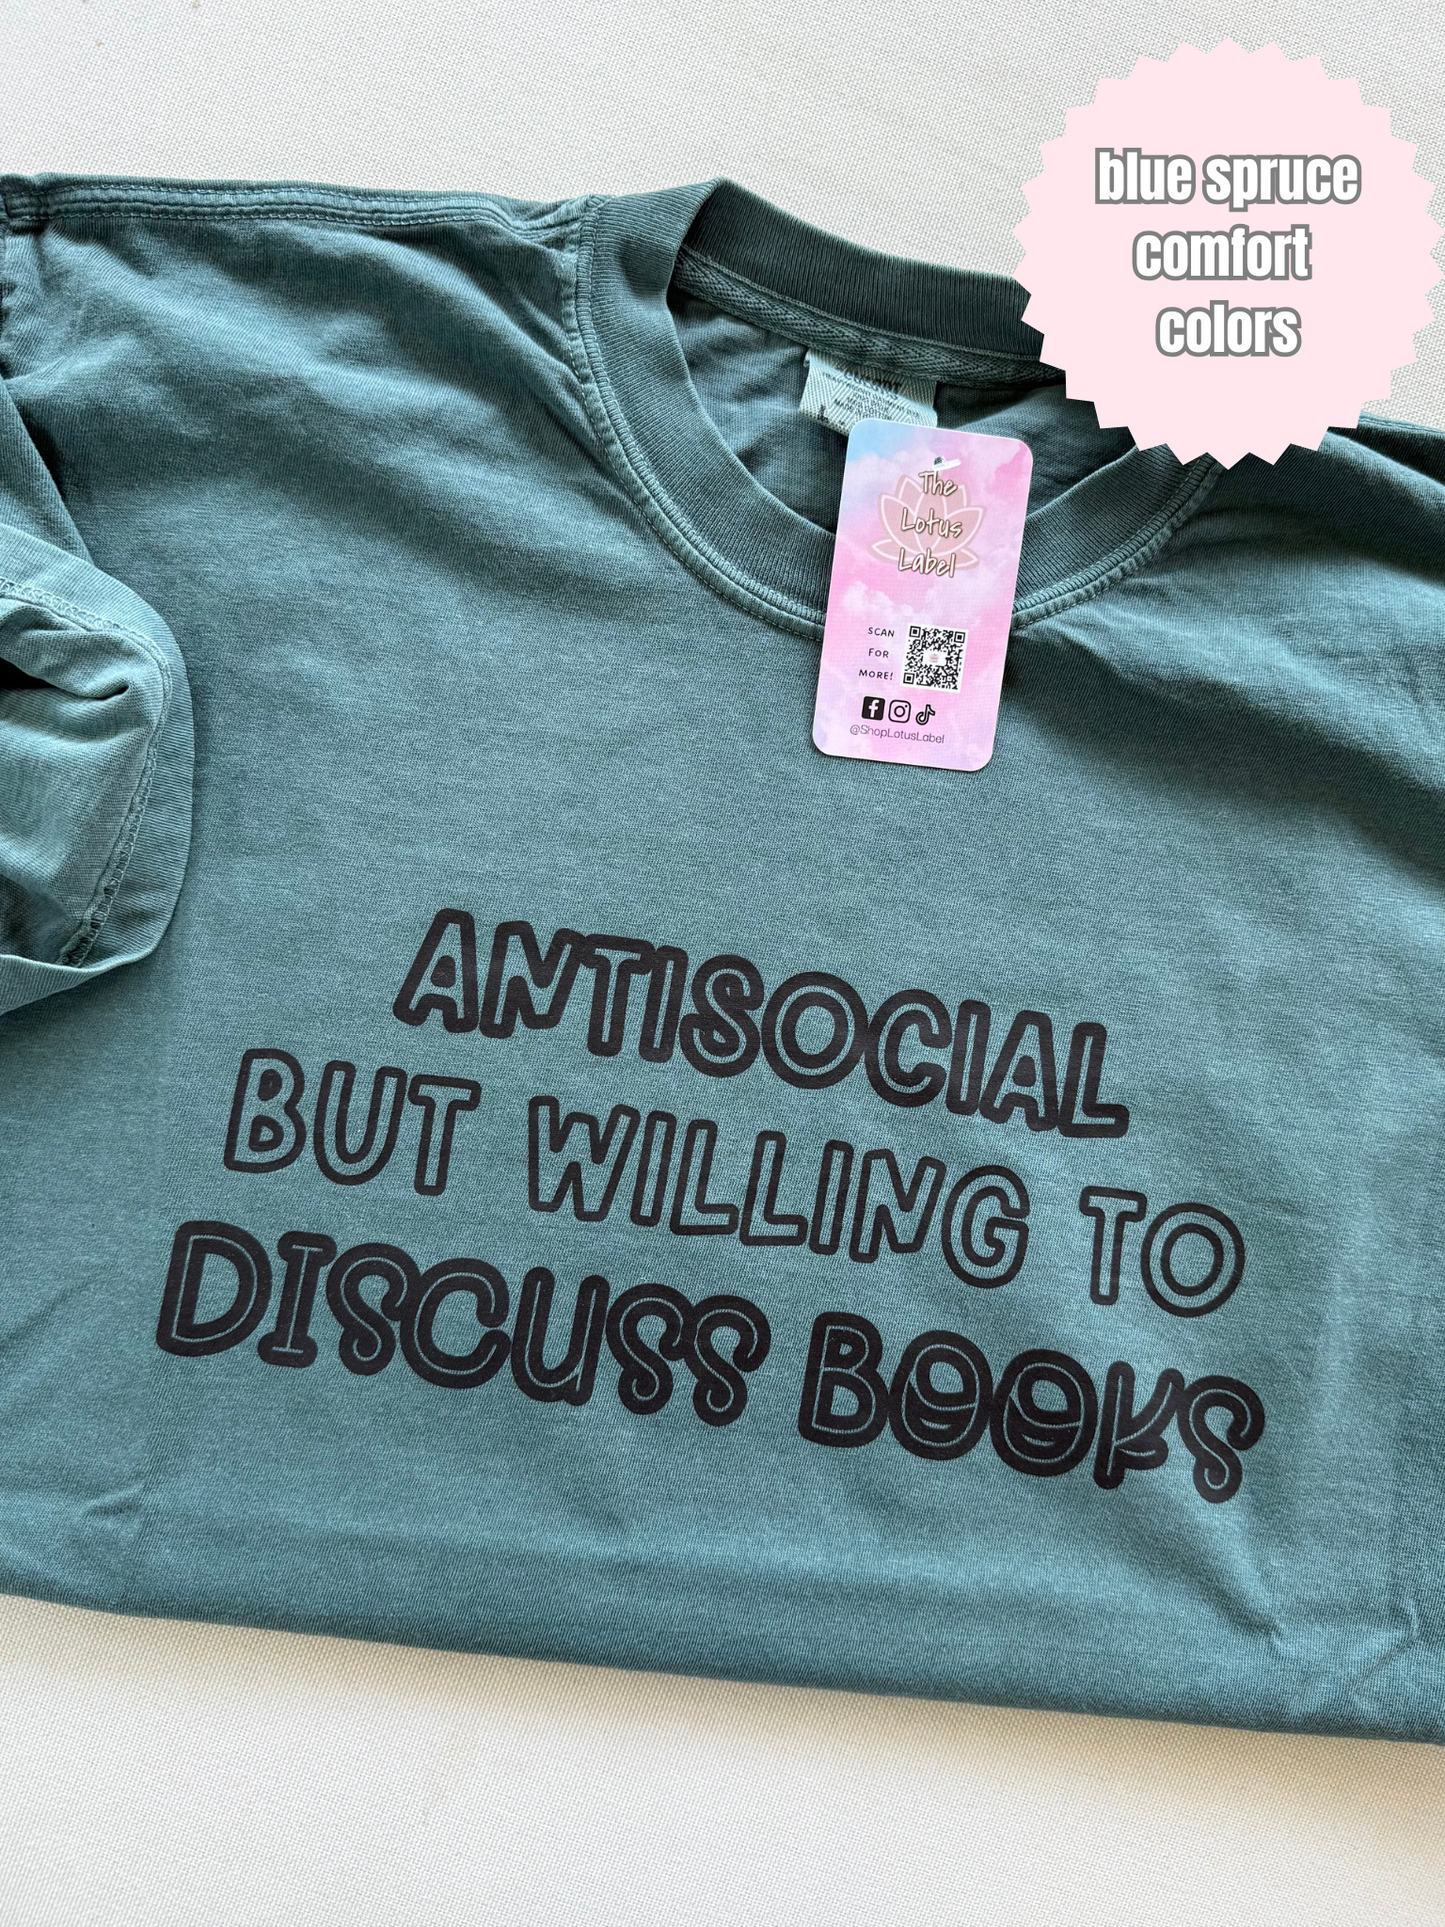 blue spruce
comfort
colors
The
Lotus
Label
SCAN
FOR
MORE!
@ShopLotusLabel
ANTISOCIAL
BUT WILLING TO
DISCUSS BOOKS